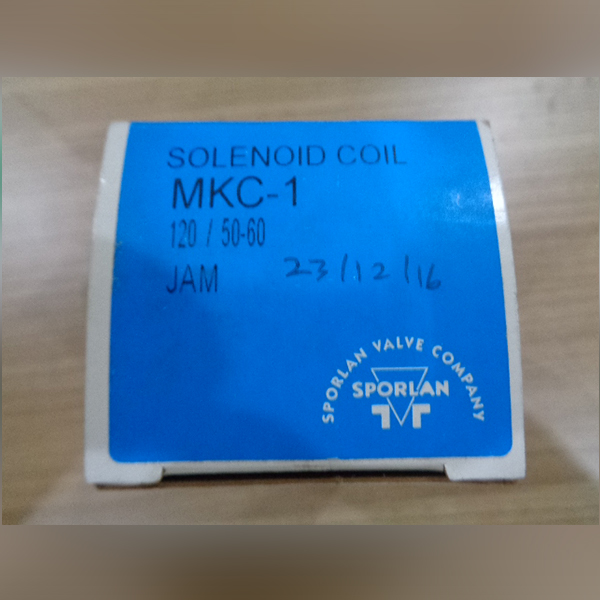 SOLENOID COIL
MKC-1
120 / 50-60
JAM 23/12/16
SPORLAN VALVE COMPANY
SPORLAN